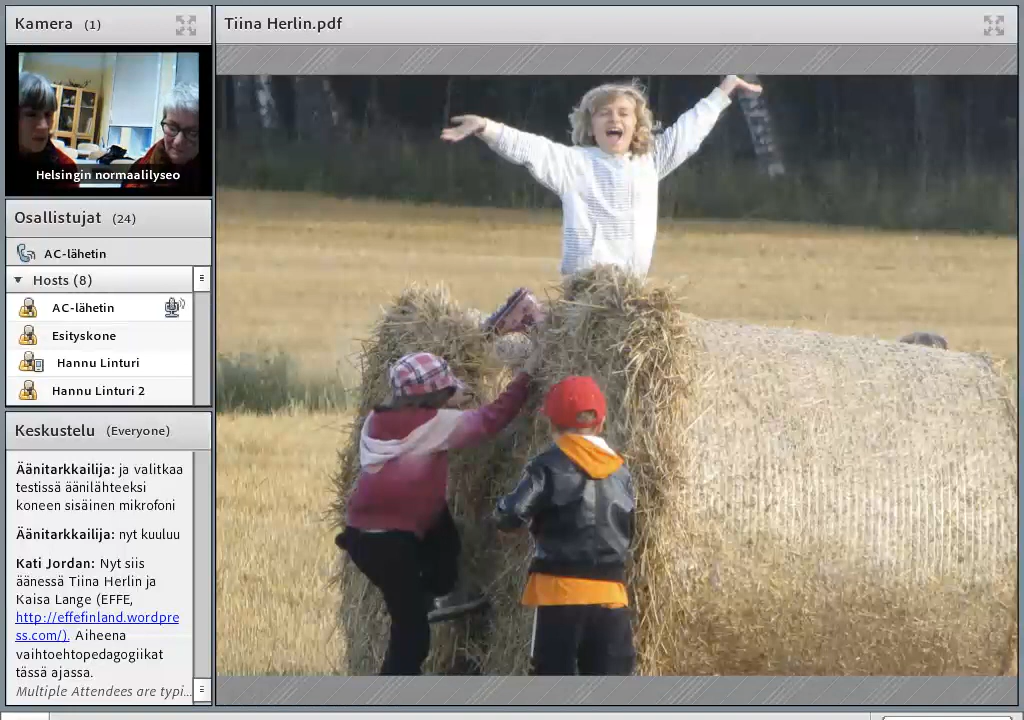 Kamera (1)
Helsingin normaalilyseo
Osallistujat (24)
AC-lähetin
Hosts (8)
AC-lähetin
Esityskone
Hannu Linturi
Hannu Linturi 2
Keskustelu (Everyone)
Äänitarkkailija: ja valitkaa
testissä äänilähteeksi
koneen sisäinen mikrofoni
Äänitarkkailija: nyt kuuluu
Kati Jordan: Nyt siis
äänessä Tiina Herlin ja
Kaisa Lange (EFFE,
http://effefinland.wordpre
ss.com/). Aiheena
vaihtoehtopedagogiikat
tässä ajassa.
Multiple Attendees are typi...
Tiina Herlin.pdf